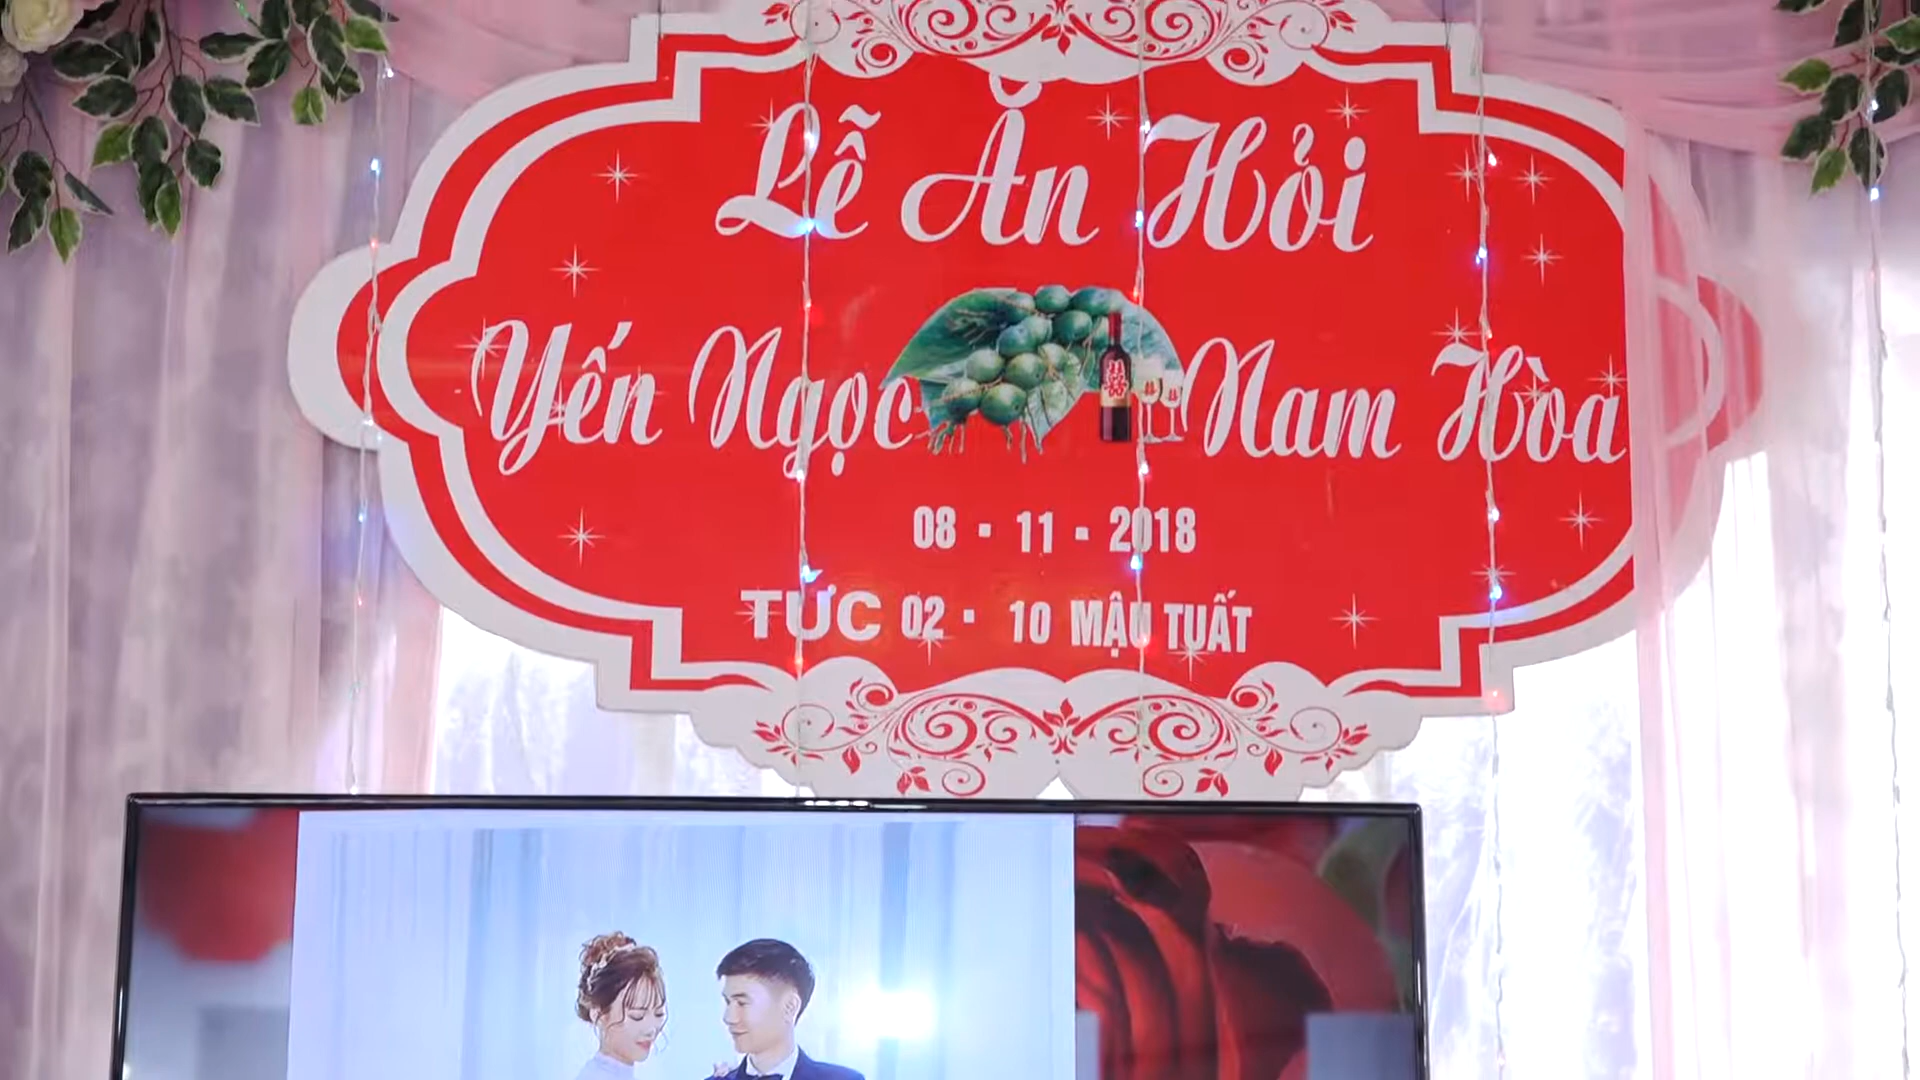 Lễ Ăn Hỏi
Yến Ngọc Nam Hòa
08 - 11 - 2018
TỨC 02 - 10 MẬU TUẤT